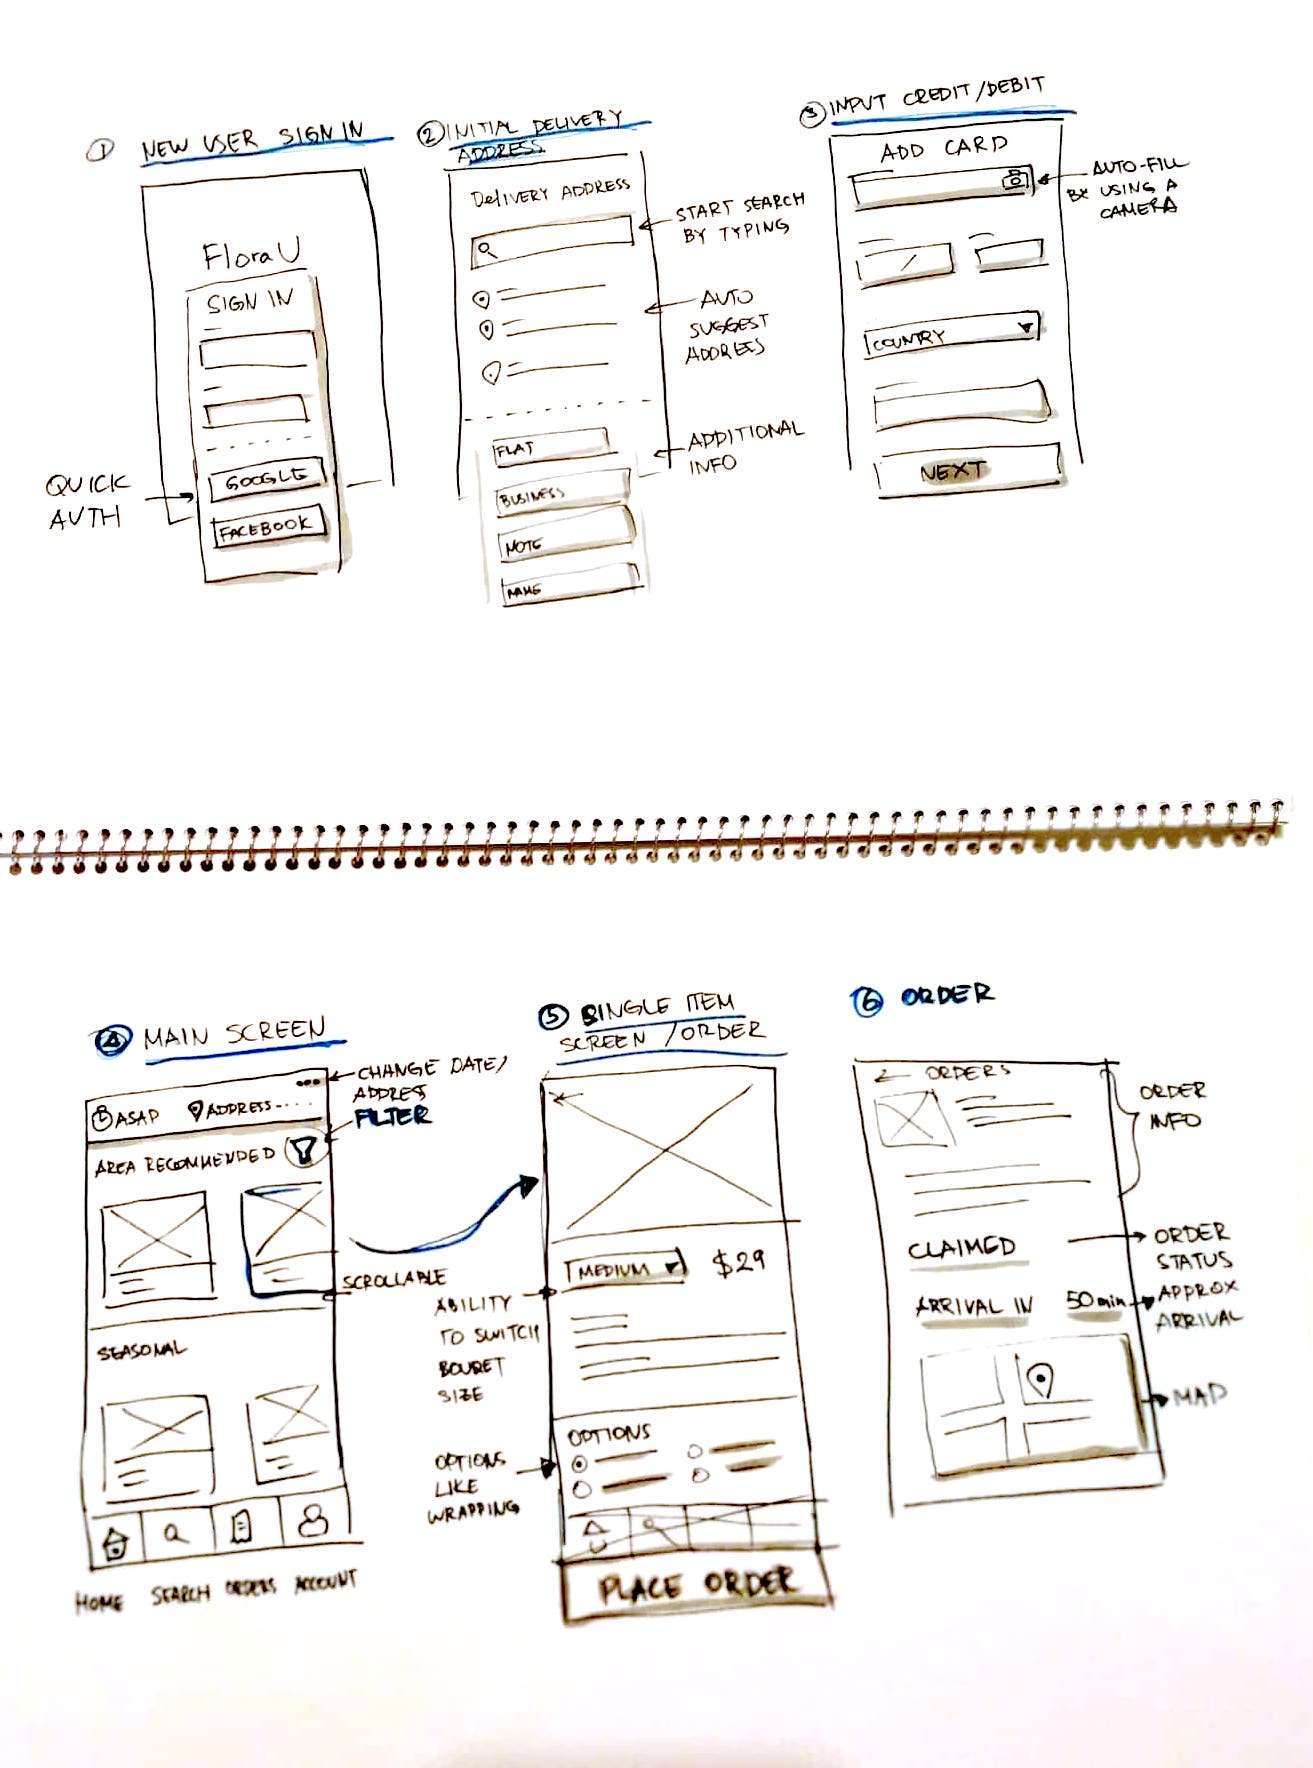 1 NEW USER SIGN IN
FloraU
SIGN IN
GOOGLE
FACEBOOK
QUICK
AUTH
2 INITIAL DELIVERY
ADDRESS
DeliVERY ADDRESS
START SEARCH
BY TYPING
AUTO
SUGGEST
ADDRESS
FLAT
BUSINESS
NOTE
NAME
ADDITIONAL
INFO
3 INPUT CREDIT/DEBIT
ADD CARD
AUTO-FILL
BY USING A
CAMERA
COUNTRY
NEXT
4 MAIN SCREEN
CHANGE DATE/
ADDRESS
FILTER
ASAP ADDRESS-....
AREA RECOMMENDED
SCROLLABLE
SEASONAL
HOME SEARCH ORDERS ACCOUNT
5 SINGLE ITEM
SCREEN / ORDER
MEDIUM $29
ABILITY
TO SWITCH
BOUQET
SIZE
OPTIONS
OPTIONS
LIKE
WRAPPING
PLACE ORDER
6 ORDER
← ORDERS
ORDER
INFO
CLAIMED
ORDER
STATUS
ARRIVAL IN 50min
APPROX
ARRIVAL
MAP